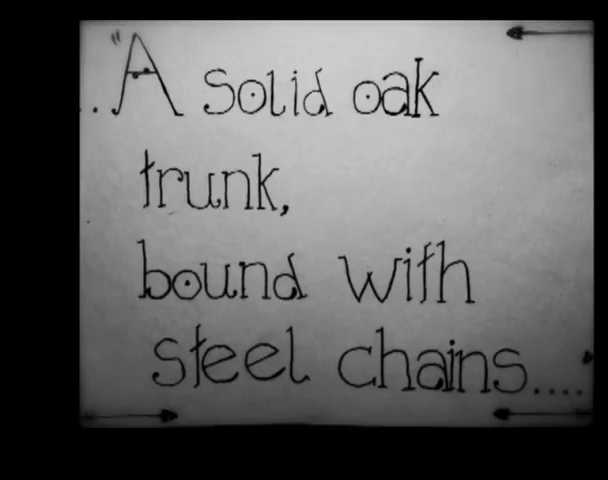 .."A solid oak
trunk,
bound with
steel chains....